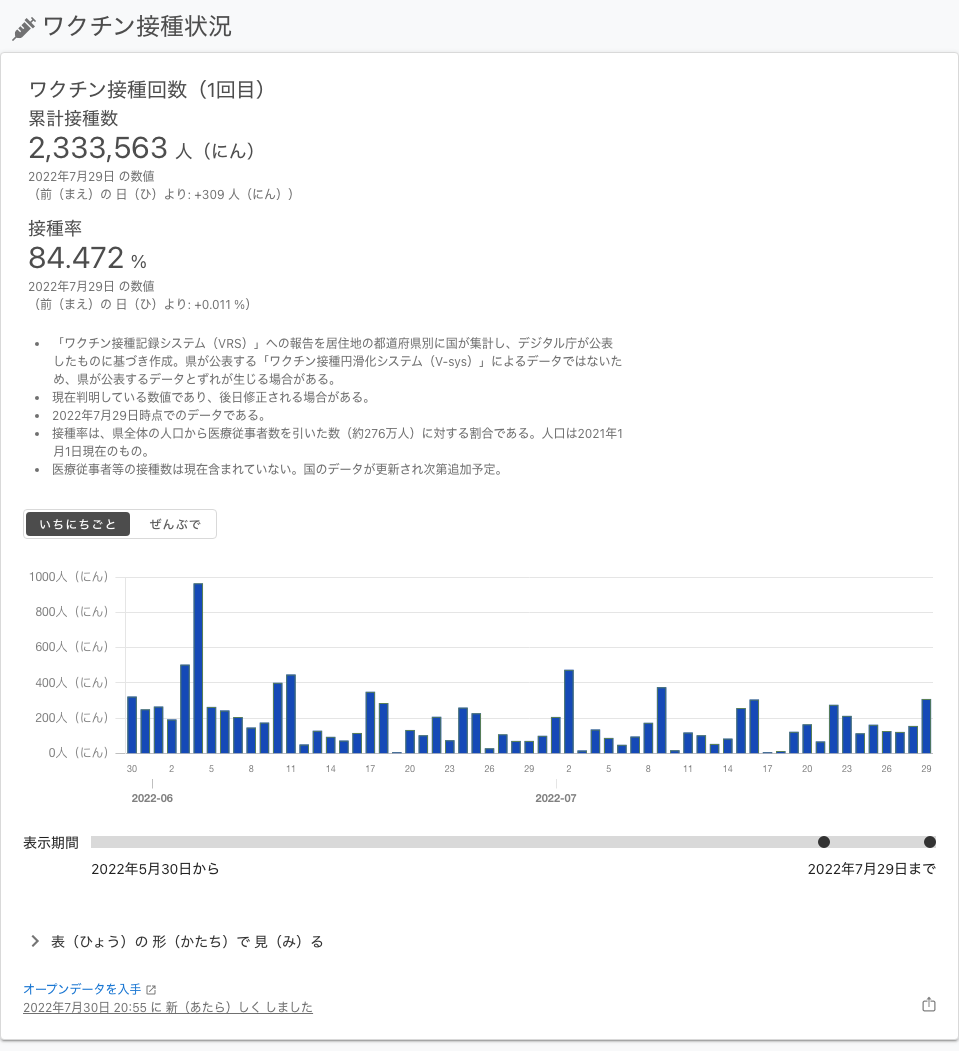 ワクチン接種状況
ワクチン接種回数（1回目）
累計接種数
2,333,563 人（にん）
2022年7月29日 の数値
（前（まえ）の 日（ひ）より: +309 人（にん））
接種率
84.472 %
2022年7月29日 の数値
（前（まえ）の 日（ひ）より: +0.011 %）
• 「ワクチン接種記録システム（VRS）」への報告を居住地の都道府県別に国が集計し、デジタル庁が公表
したものに基づき作成。県が公表する「ワクチン接種円滑化システム（V-sys）」によるデータではないた
め、県が公表するデータとずれが生じる場合がある。
• 現在判明している数値であり、後日修正される場合がある。
• 2022年7月29日時点でのデータである。
• 接種率は、県全体の人口から医療従事者数を引いた数（約276万人）に対する割合である。人口は2021年1
月1日現在のもの。
• 医療従事者等の接種数は現在含まれていない。国のデータが更新され次第追加予定。
いちにちごと ぜんぶで
1000人（にん）
800人（にん）
600人（にん）
400人（にん）
200人（にん）
0人（にん）
30 2 5 8 11 14 17 20 23 26 29 2 5 8 11 14 17 20 23 26 29
2022-06 2022-07
表示期間
2022年5月30日から 2022年7月29日まで
表（ひょう）の 形（かたち）で 見（み）る
オープンデータを入手
2022年7月30日 20:55 に 新（あたら）しく しました